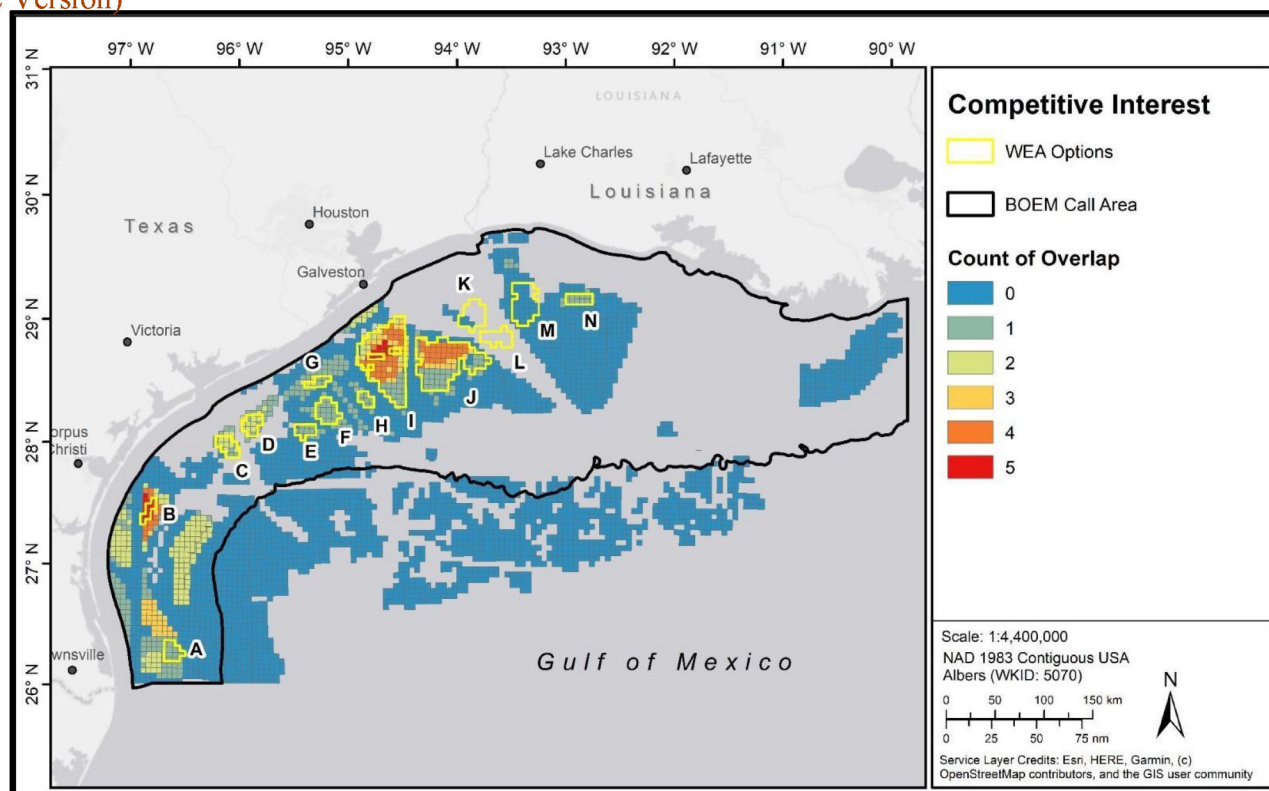 Version)
97° W 96° W 95° W 94° W 93° W 92° W 91° W 90° W
31° N
30° N
29° N
28° N
27° N
26° N
LOUISIANA
Lake Charles
Lafayette
Louisiana
Texas
Houston
Galveston
Victoria
orpus
Christi
wnsville
K
M
N
L
G
J
I
H
F
E
D
C
B
A
Gulf of Mexico
Competitive Interest
WEA Options
BOEM Call Area
Count of Overlap
0
1
2
3
4
5
Scale: 1:4,400,000
NAD 1983 Contiguous USA
Albers (WKID: 5070)
N
0 50 100 150 km
0 25 50 75 nm
Service Layer Credits: Esri, HERE, Garmin, (c)
OpenStreetMap contributors, and the GIS user community